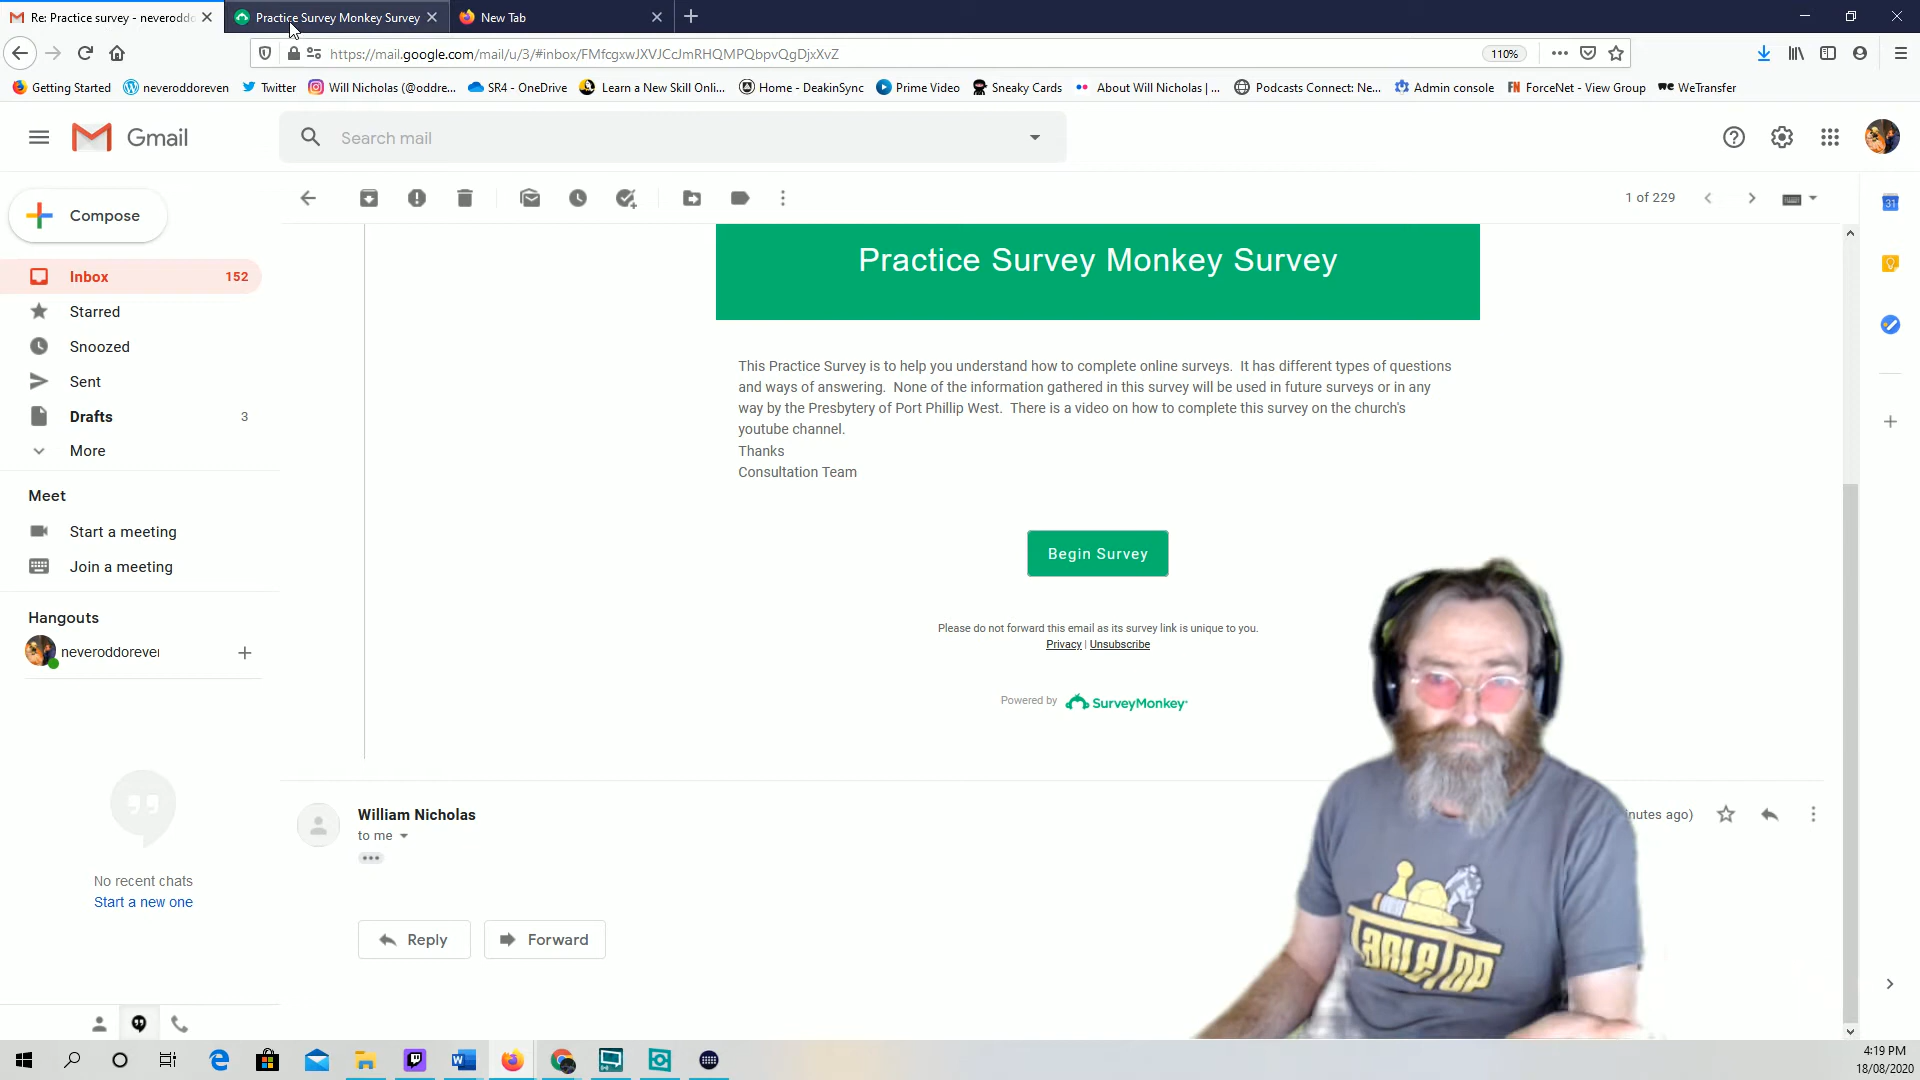 Re: Practice survey - neveroddo
Practice Survey Monkey Survey
New Tab
https://mail.google.com/mail/u/3/#inbox/FMfcgxwJXVJCcJmRHQMPQbpvQgDjxXvZ
110%
Getting Started
neveroddoreven
Twitter
Will Nicholas (@oddre...
SR4 - OneDrive
Learn a New Skill Onli...
Home - DeakinSync
Prime Video
Sneaky Cards
About Will Nicholas |...
Podcasts Connect: Ne...
Admin console
FN ForceNet - View Group
we WeTransfer
Gmail
Search mail
Compose
1 of 229
31
Inbox 152
Starred
Snoozed
Sent
Drafts 3
More
Meet
Start a meeting
Join a meeting
Hangouts
neveroddorever
No recent chats
Start a new one
Practice Survey Monkey Survey
This Practice Survey is to help you understand how to complete online surveys. It has different types of questions
and ways of answering. None of the information gathered in this survey will be used in future surveys or in any
way by the Presbytery of Port Phillip West. There is a video on how to complete this survey on the church's
youtube channel.
Thanks
Consultation Team
Begin Survey
Please do not forward this email as its survey link is unique to you.
Privacy | Unsubscribe
Powered by SurveyMonkey
William Nicholas
nutes ago)
to me
Reply
Forward
TABLETOP
4:19 PM
18/08/2020